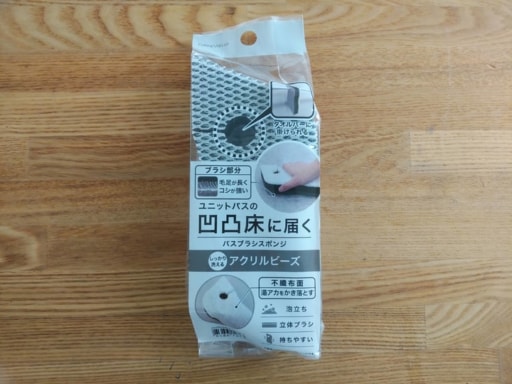 タオルバーに
掛けられる
ブラシ部分
毛足が長く
コシが強い
ユニットバスの
凹凸床に届く
バスブラシスポンジ
しっかり
洗える
アクリルビーズ
不織布面
湯アカをかき落とす
泡立ち
立体ブラシ
持ちやすい